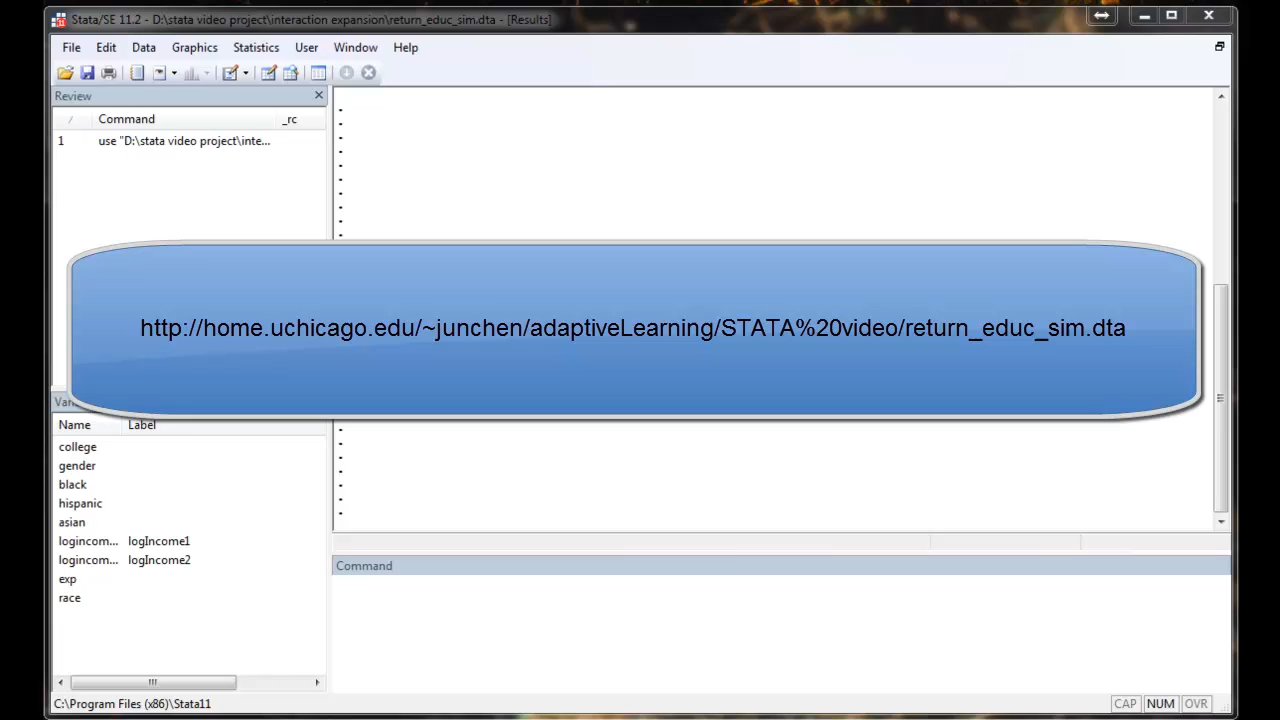 Stata/SE 11.2 - D:\stata video project\interaction expansion\return_educ_sim.dta - [Results]
File Edit Data Graphics Statistics User Window Help
Review
/ Command _rc
1 use "D:\stata video project\inte...
http://home.uchicago.edu/~junchen/adaptiveLearning/STATA%20video/return_educ_sim.dta
Name Label
college
gender
black
hispanic
asian
logincom... logIncome1
logincom... logIncome2
exp
race
Command
C:\Program Files (x86)\Stata11
CAP NUM OVR